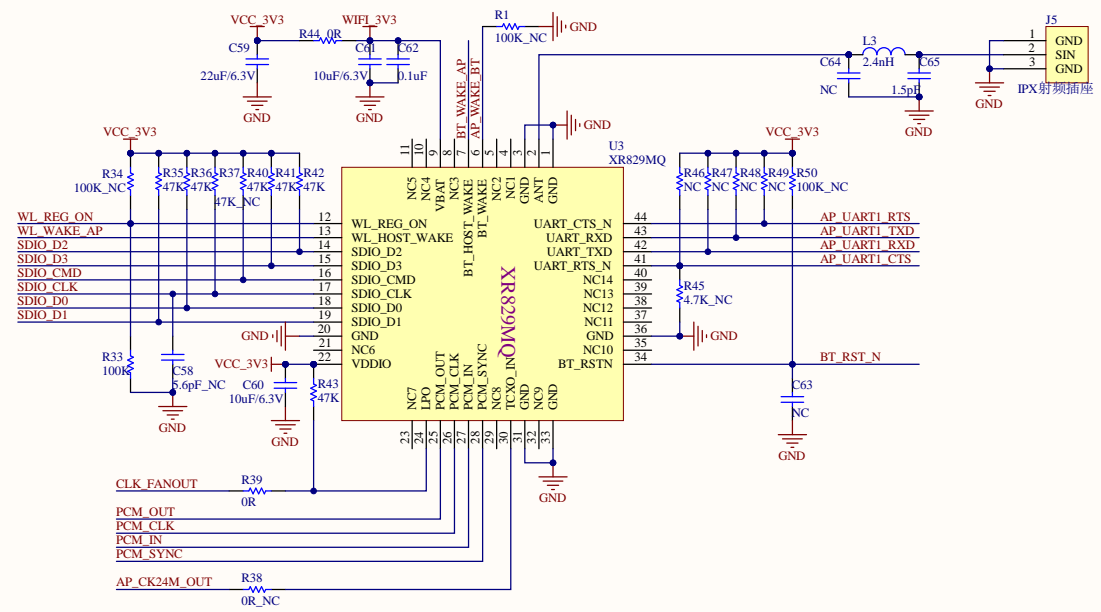 VCC_3V3
WIFI_3V3
R1
100K_NC
GND
J5
R44 0R
C59
22uF/6.3V
GND
C61
10uF/6.3V
C62
0.1uF
GND
BT_WAKE_AP
AP_WAKE_BT
L3
2.4nH
C64
NC
C65
1.5pF
GND
1 GND
2 SIN
3 GND
GND
IPX射频插座
GND
U3
XR829MQ
VCC_3V3
R34
100K_NC
R35
47K
R36
47K
R37
47K_NC
R40
47K
R41
47K
R42
47K
11 10 9 8 7 6 5 4 3 2 1
NC5 NC4 VBAT NC3 BT_HOST_WAKE BT_WAKE NC2 NC1 GND ANT GND
VCC_3V3
R46
NC
R47
NC
R48
NC
R49
NC
R50
100K_NC
WL_REG_ON 12 WL_REG_ON
WL_WAKE_AP 13 WL_HOST_WAKE
SDIO_D2 14 SDIO_D2
SDIO_D3 15 SDIO_D3
SDIO_CMD 16 SDIO_CMD
SDIO_CLK 17 SDIO_CLK
SDIO_D0 18 SDIO_D0
SDIO_D1 19 SDIO_D1
GND 20 GND
21 NC6
VCC_3V3 22 VDDIO
XR829MQ
UART_CTS_N 44 AP_UART1_RTS
UART_RXD 43 AP_UART1_TXD
UART_TXD 42 AP_UART1_RXD
UART_RTS_N 41 AP_UART1_CTS
NC14 40
NC13 39
NC12 38
NC11 37
GND 36 GND
NC10 35
BT_RSTN 34 BT_RST_N
R45
4.7K_NC
R33
100K
C58
5.6pF_NC
GND
C60
10uF/6.3V
GND
R43
47K
C63
NC
GND
NC7 LPO PCM_OUT PCM_CLK PCM_IN PCM_SYNC NC8 TCXO_IN GND NC9 GND
23 24 25 26 27 28 29 30 31 32 33
GND
CLK_FANOUT R39
0R
PCM_OUT
PCM_CLK
PCM_IN
PCM_SYNC
AP_CK24M_OUT R38
0R_NC